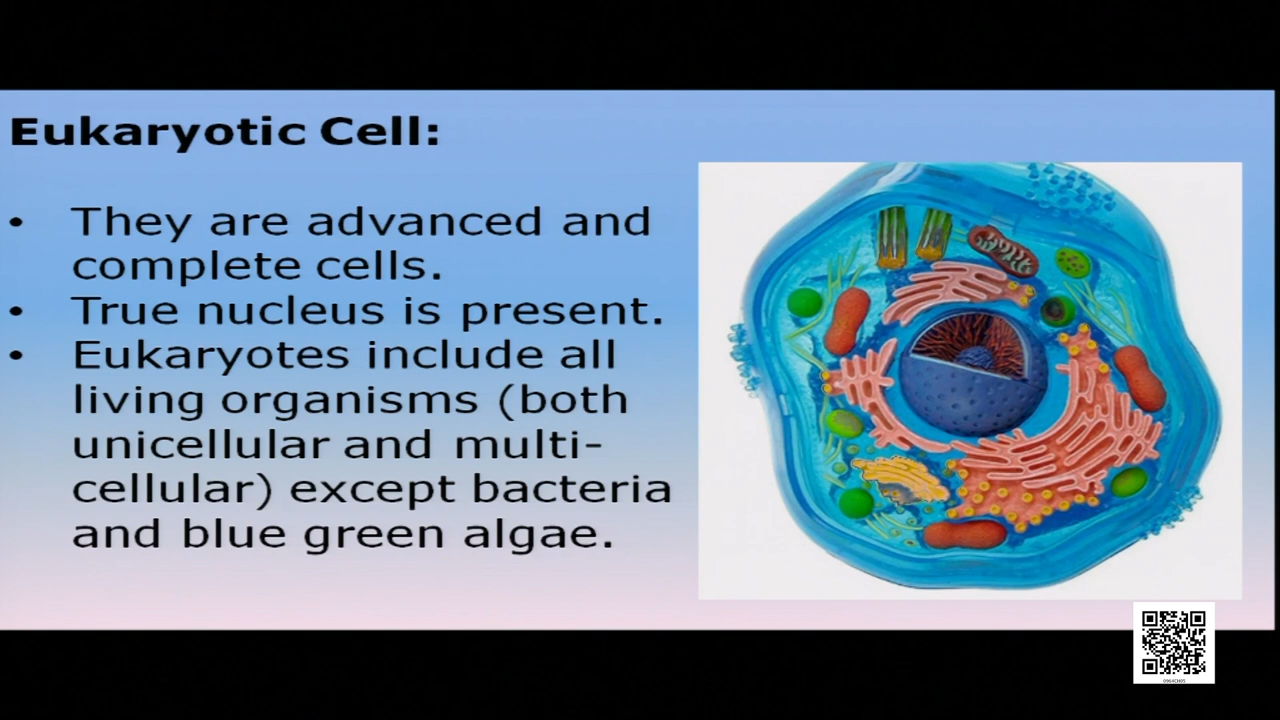 Eukaryotic Cell:
• They are advanced and
complete cells.
• True nucleus is present.
• Eukaryotes include all
living organisms (both
unicellular and multi-
cellular) except bacteria
and blue green algae.
0964CH05